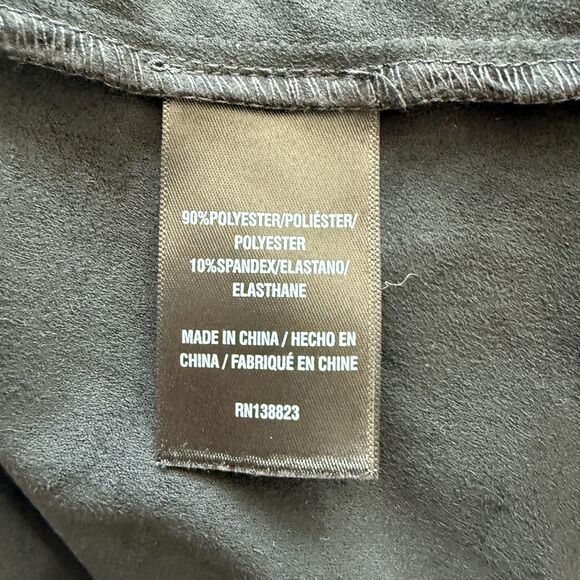 90%POLYESTER/POLIÉSTER/
POLYESTER
10%SPANDEX/ELASTANO/
ELASTHANE
MADE IN CHINA / HECHO EN
CHINA / FABRIQUÉ EN CHINE
RN138823